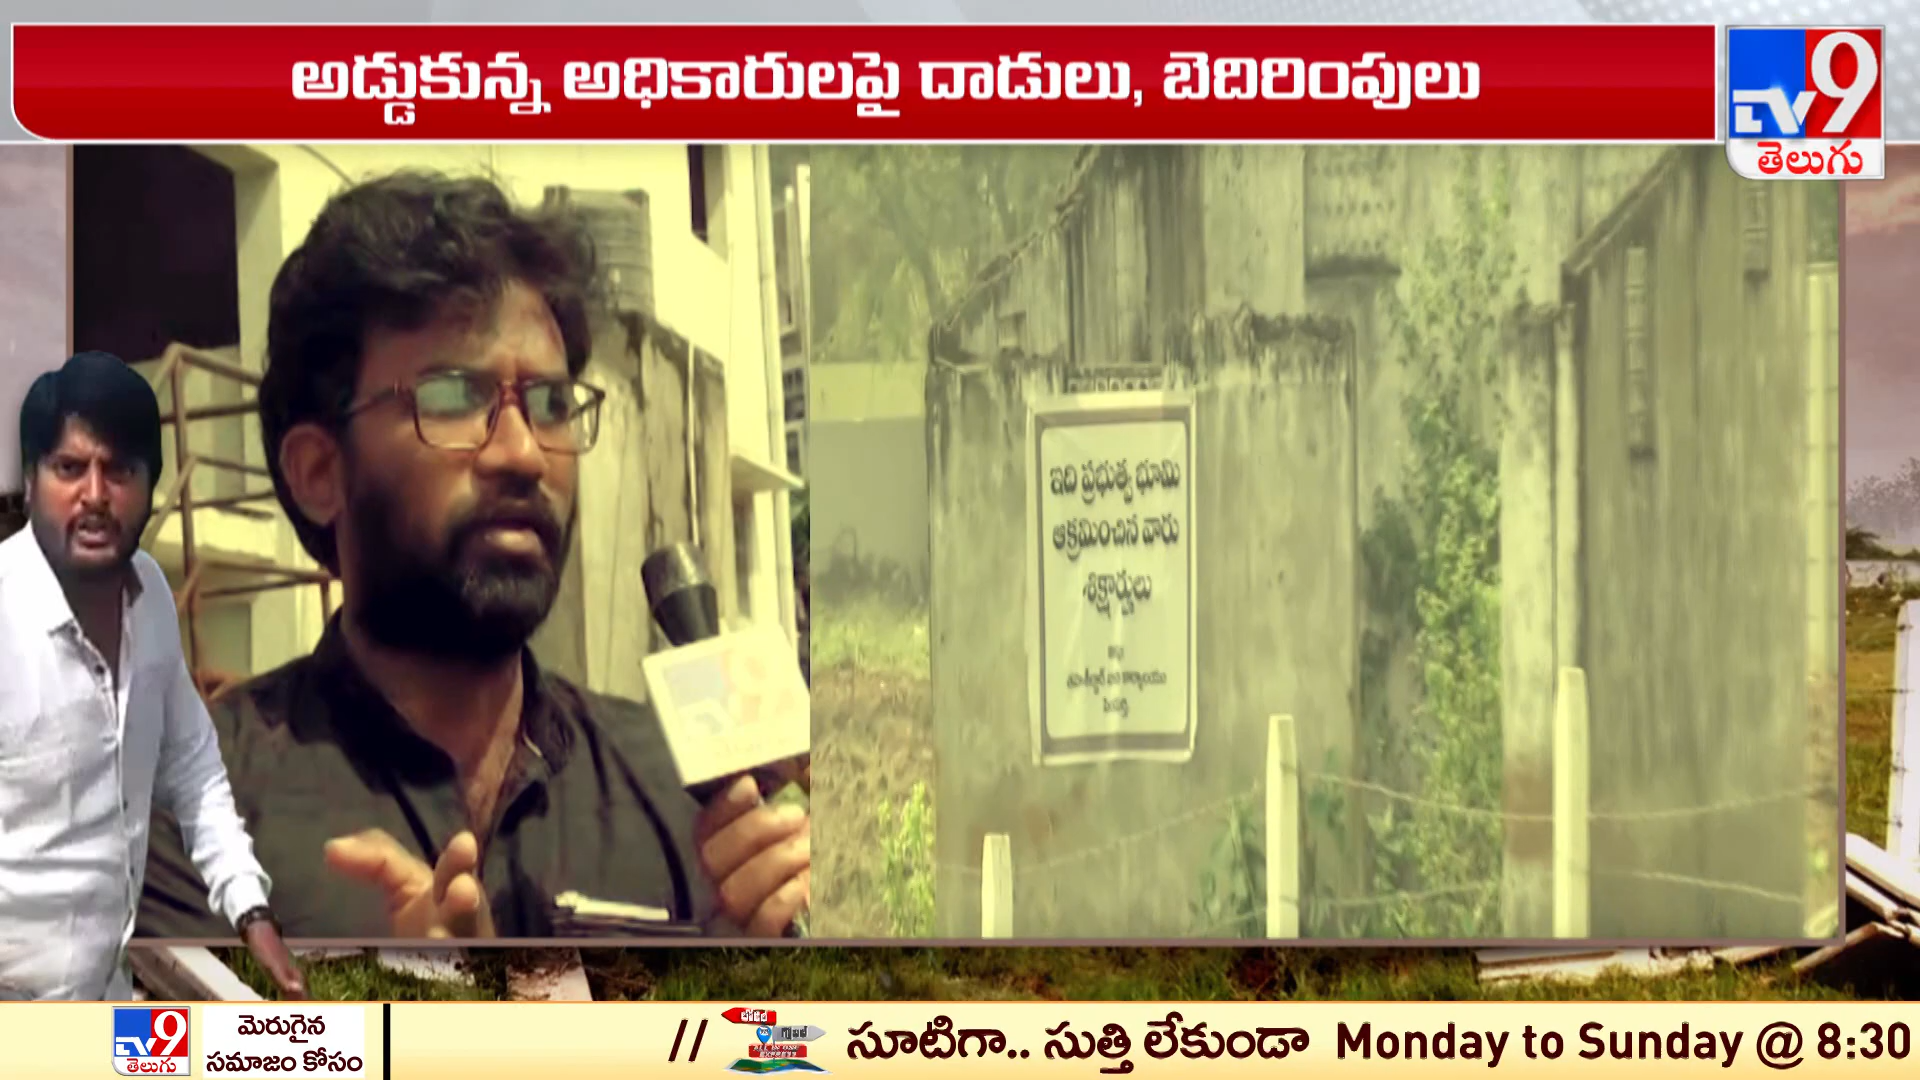 అడ్డుకున్న అధికారులపై దాడులు, బెదిరింపులు
TV9
తెలుగు
ఇది ప్రభుత్వ భూమి
ఆక్రమించిన వారు
శిక్షార్హులు
TV9
తెలుగు
మెరుగైన
సమాజం కోసం
// సూటిగా.. సుత్తి లేకుండా Monday to Sunday @ 8:30